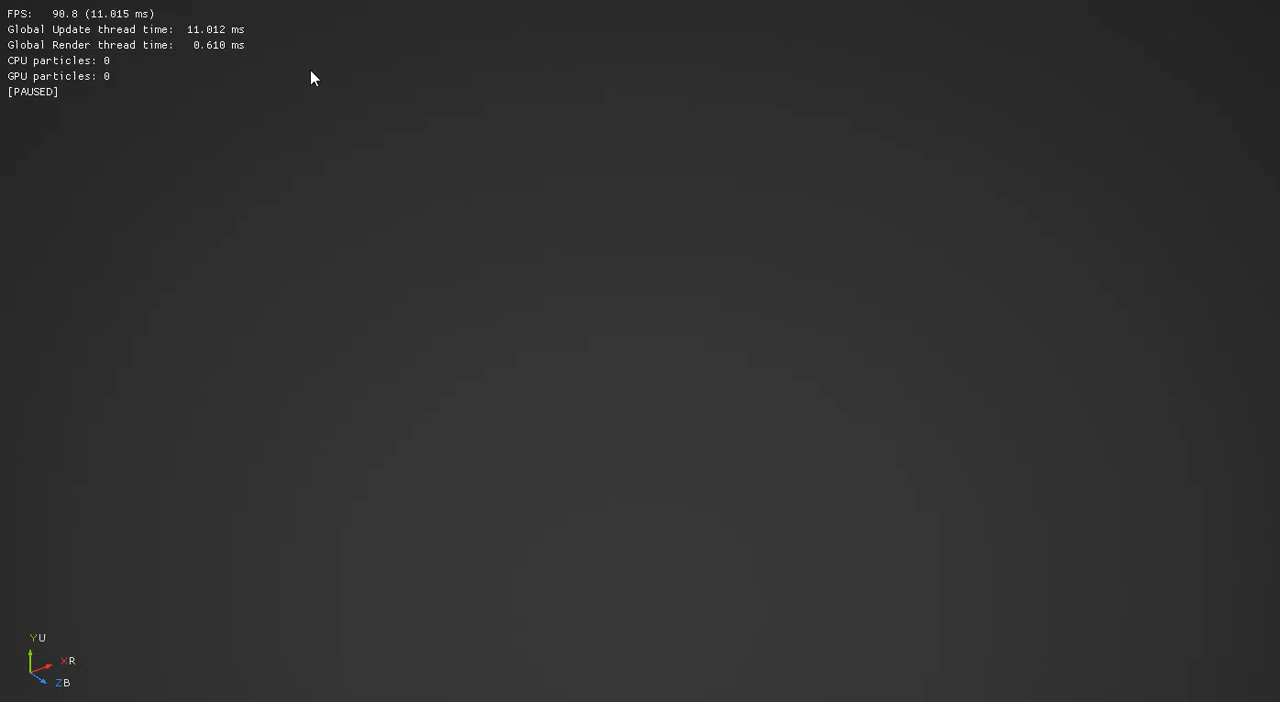 FPS:   90.8 (11.015 ms)
Global Update thread time:  11.012 ms
Global Render thread time:   0.610 ms
CPU particles: 0
GPU particles: 0
[PAUSED]
YU
XR
ZB